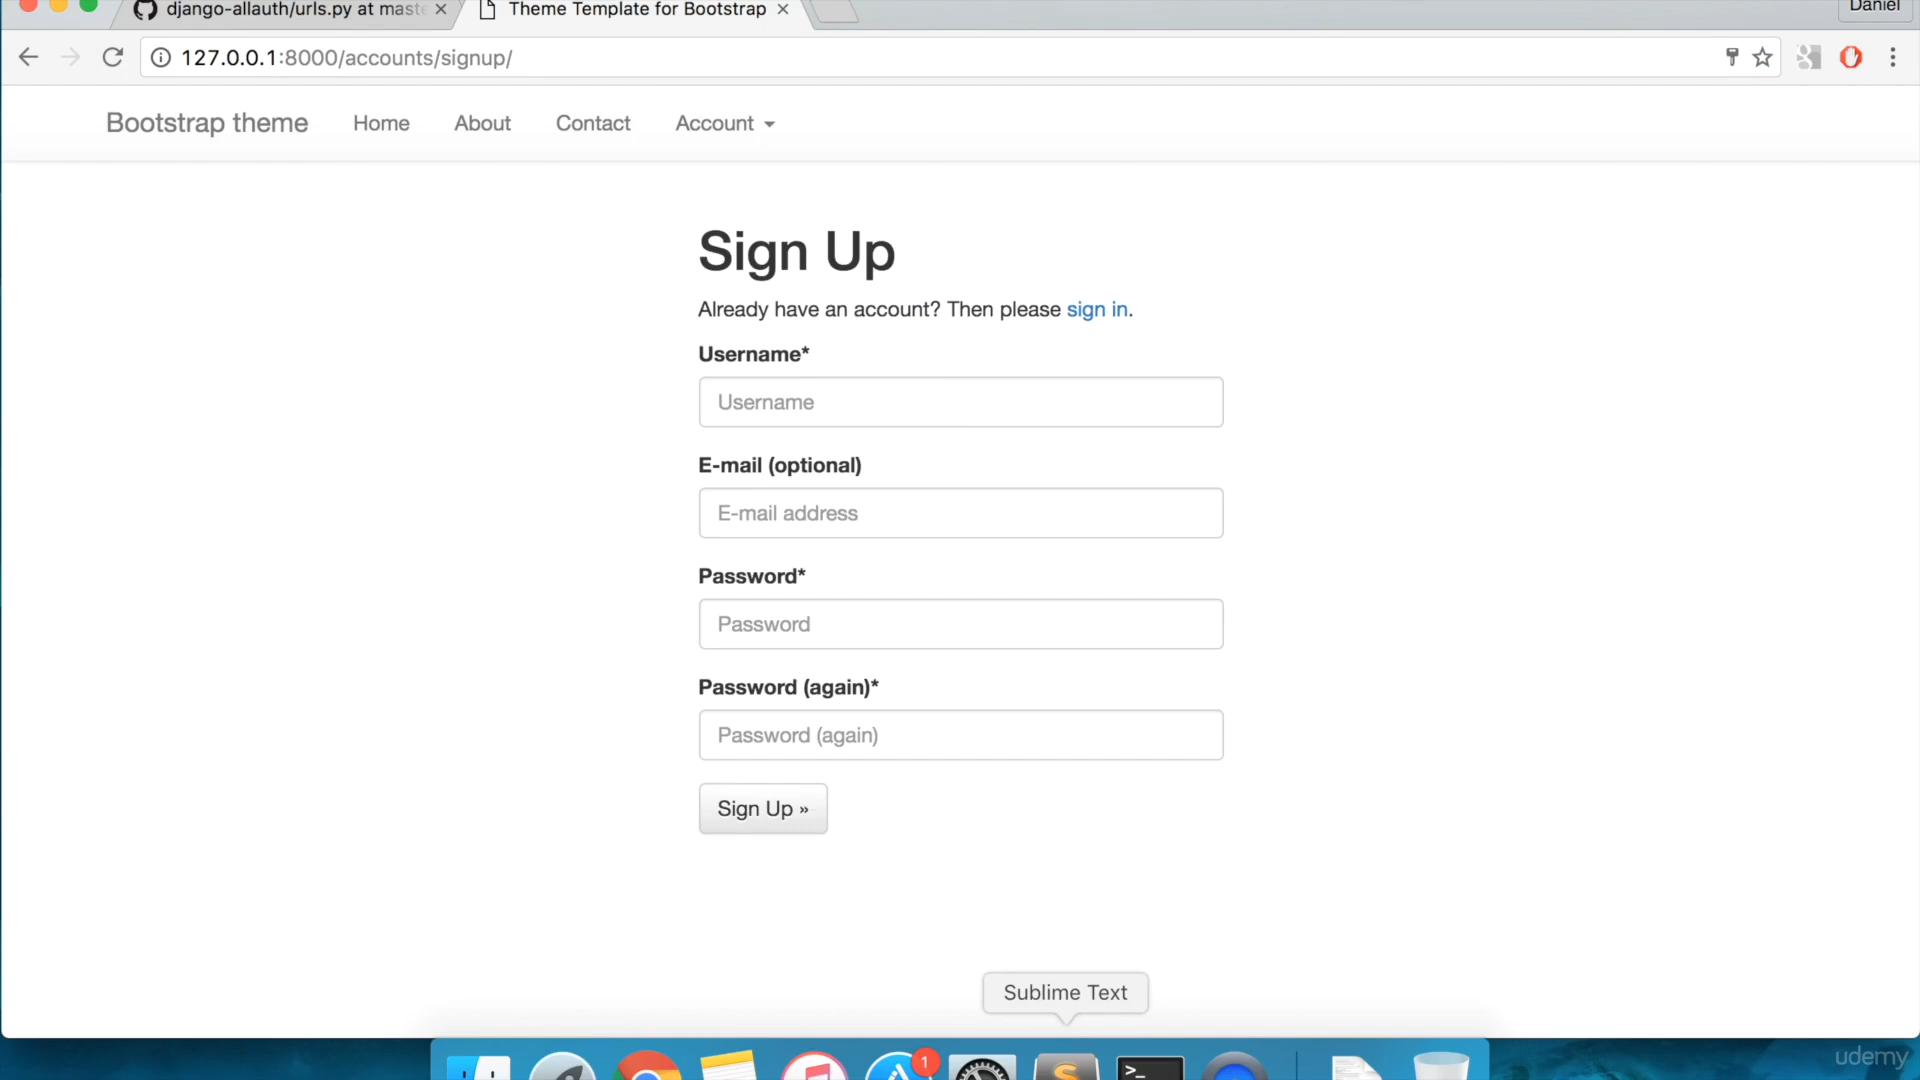 django-allauth/urls.py at maste
Theme Template for Bootstrap
Daniel
127.0.0.1:8000/accounts/signup/
Bootstrap theme Home About Contact Account
Sign Up
Already have an account? Then please sign in.
Username*
Username
E-mail (optional)
E-mail address
Password*
Password
Password (again)*
Password (again)
Sign Up »
Sublime Text
1
S
>_
udemy